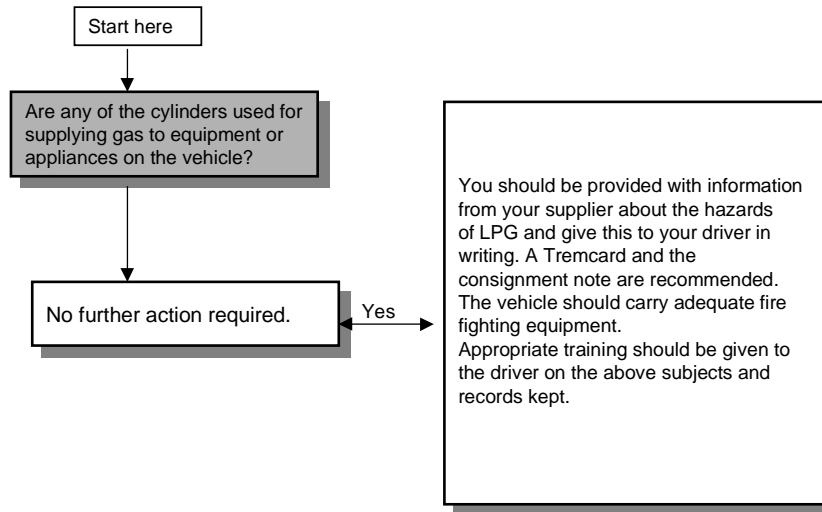 Start here
Are any of the cylinders used for
supplying gas to equipment or
appliances on the vehicle?
No further action required.
Yes
You should be provided with information
from your supplier about the hazards
of LPG and give this to your driver in
writing. A Tremcard and the
consignment note are recommended.
The vehicle should carry adequate fire
fighting equipment.
Appropriate training should be given to
the driver on the above subjects and
records kept.